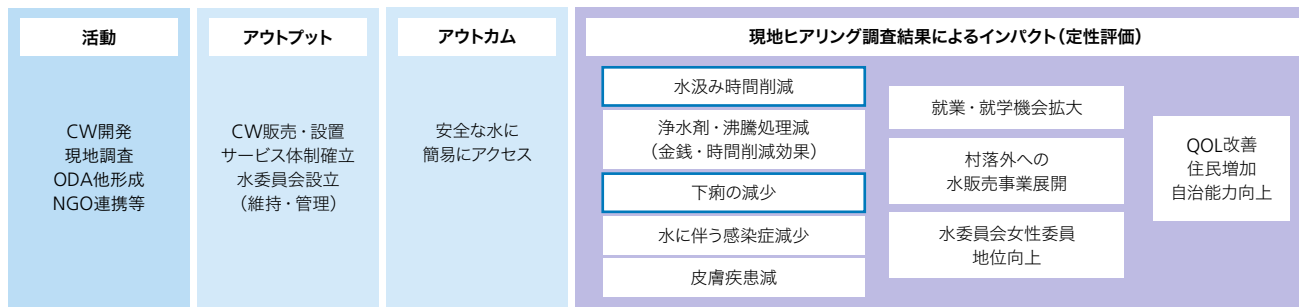 活動
CW開発
現地調査
ODA他形成
NGO連携等
アウトプット
CW販売・設置
サービス体制確立
水委員会設立
（維持・管理）
アウトカム
安全な水に
簡易にアクセス
現地ヒアリング調査結果によるインパクト（定性評価）
水汲み時間削減
浄水剤・沸騰処理減
（金銭・時間削減効果）
下痢の減少
水に伴う感染症減少
皮膚疾患減
就業・就学機会拡大
村落外への
水販売事業展開
水委員会女性委員
地位向上
QOL改善
住民増加
自治能力向上